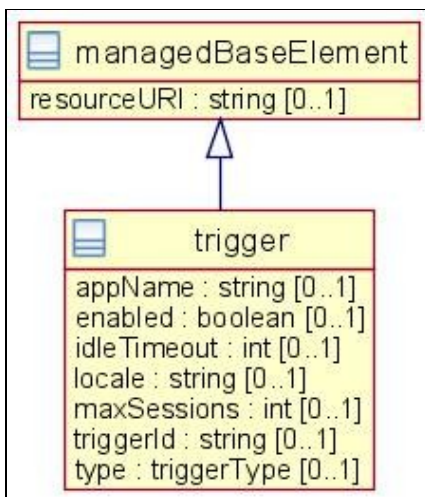 managedBaseElement
resourceURI : string [0..1]
trigger
appName : string [0..1]
enabled : boolean [0..1]
idleTimeout : int [0..1]
locale : string [0..1]
maxSessions : int [0..1]
triggerId : string [0..1]
type : triggerType [0..1]